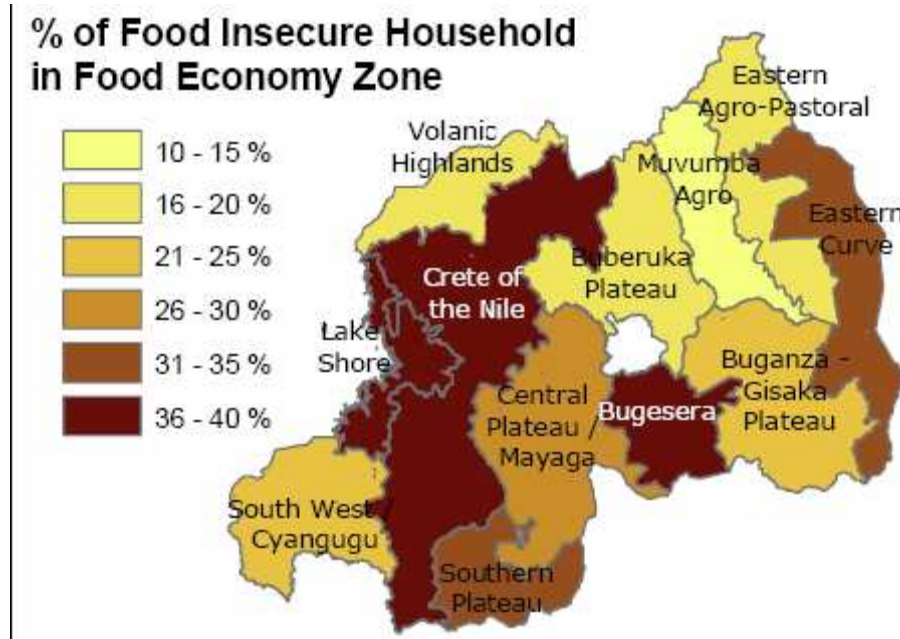 % of Food Insecure Household
in Food Economy Zone
10 - 15 %
16 - 20 %
21 - 25 %
26 - 30 %
31 - 35 %
36 - 40 %
Eastern
Agro-Pastoral
Volanic
Highlands
Muvumba
Agro
Eastern
Curve
Buberuka
Plateau
Crete of
the Nile
Lake
Shore
Buganza -
Gisaka
Plateau
Central
Plateau /
Mayaga
Bugesera
South West /
Cyangugu
Southern
Plateau